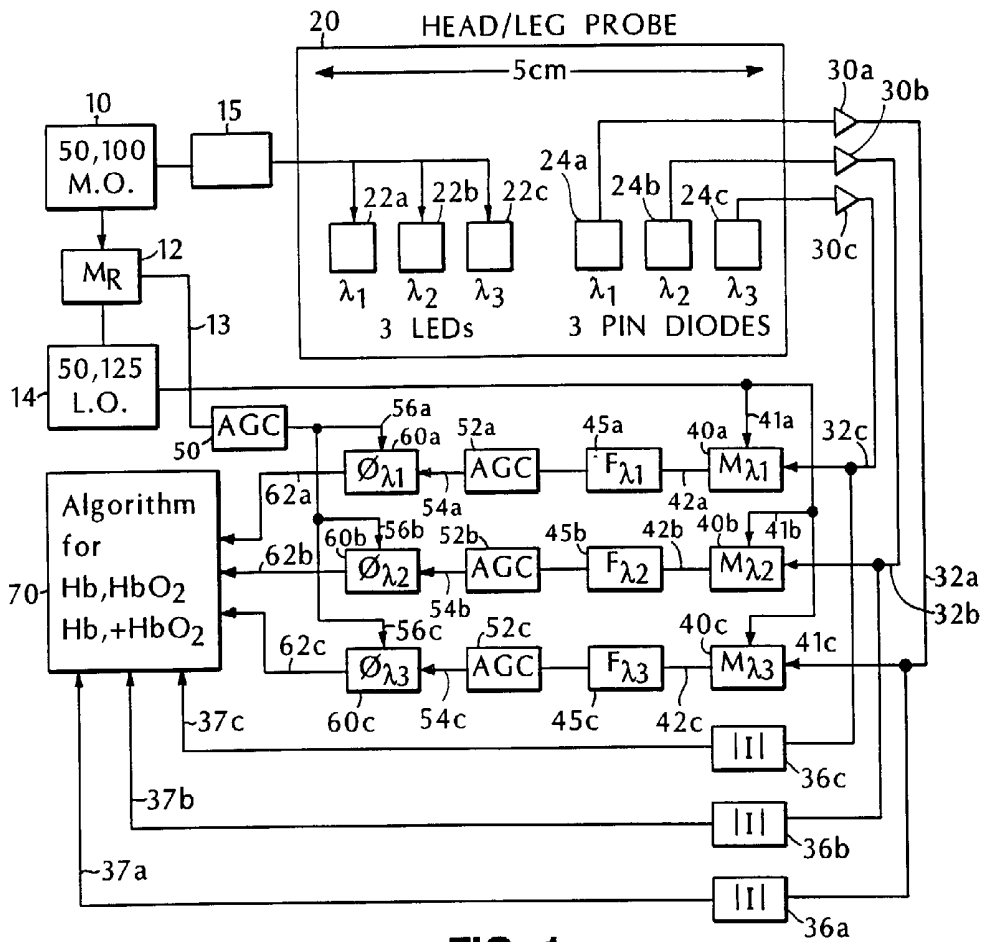 20 HEAD/LEG PROBE
5cm
30a
30b
10
15
50,100
M.O.
24a
22a 22b 22c
24b
24c
30c
12
M_R
λ1 λ2 λ3
λ1 λ2 λ3
3 LEDs
3 PIN DIODES
13
50,125
L.O.
14
56a
60a
52a
45a
40a
41a
32c
AGC
50
Øλ1
AGC
Fλ1
Mλ1
62a
54a
42a
Algorithm
for
Hb,HbO2
Hb,+HbO2
70
60b
56b
52b
45b
42b
40b
41b
62b
Øλ2
AGC
Fλ2
Mλ2
32a
54b
32b
56c
52c
40c
41c
62c
Øλ3
AGC
Fλ3
Mλ3
60c
54c
45c
42c
37c
|I|
36c
37b
|I|
36b
37a
|I|
36a